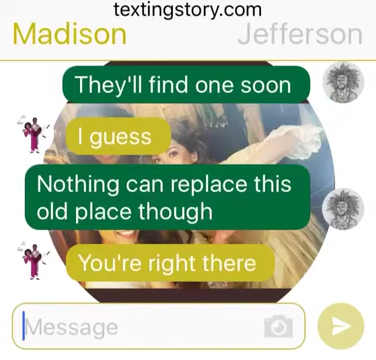 textingstory.com
Madison Jefferson
They'll find one soon
I guess
Nothing can replace this
old place though
You're right there
Message